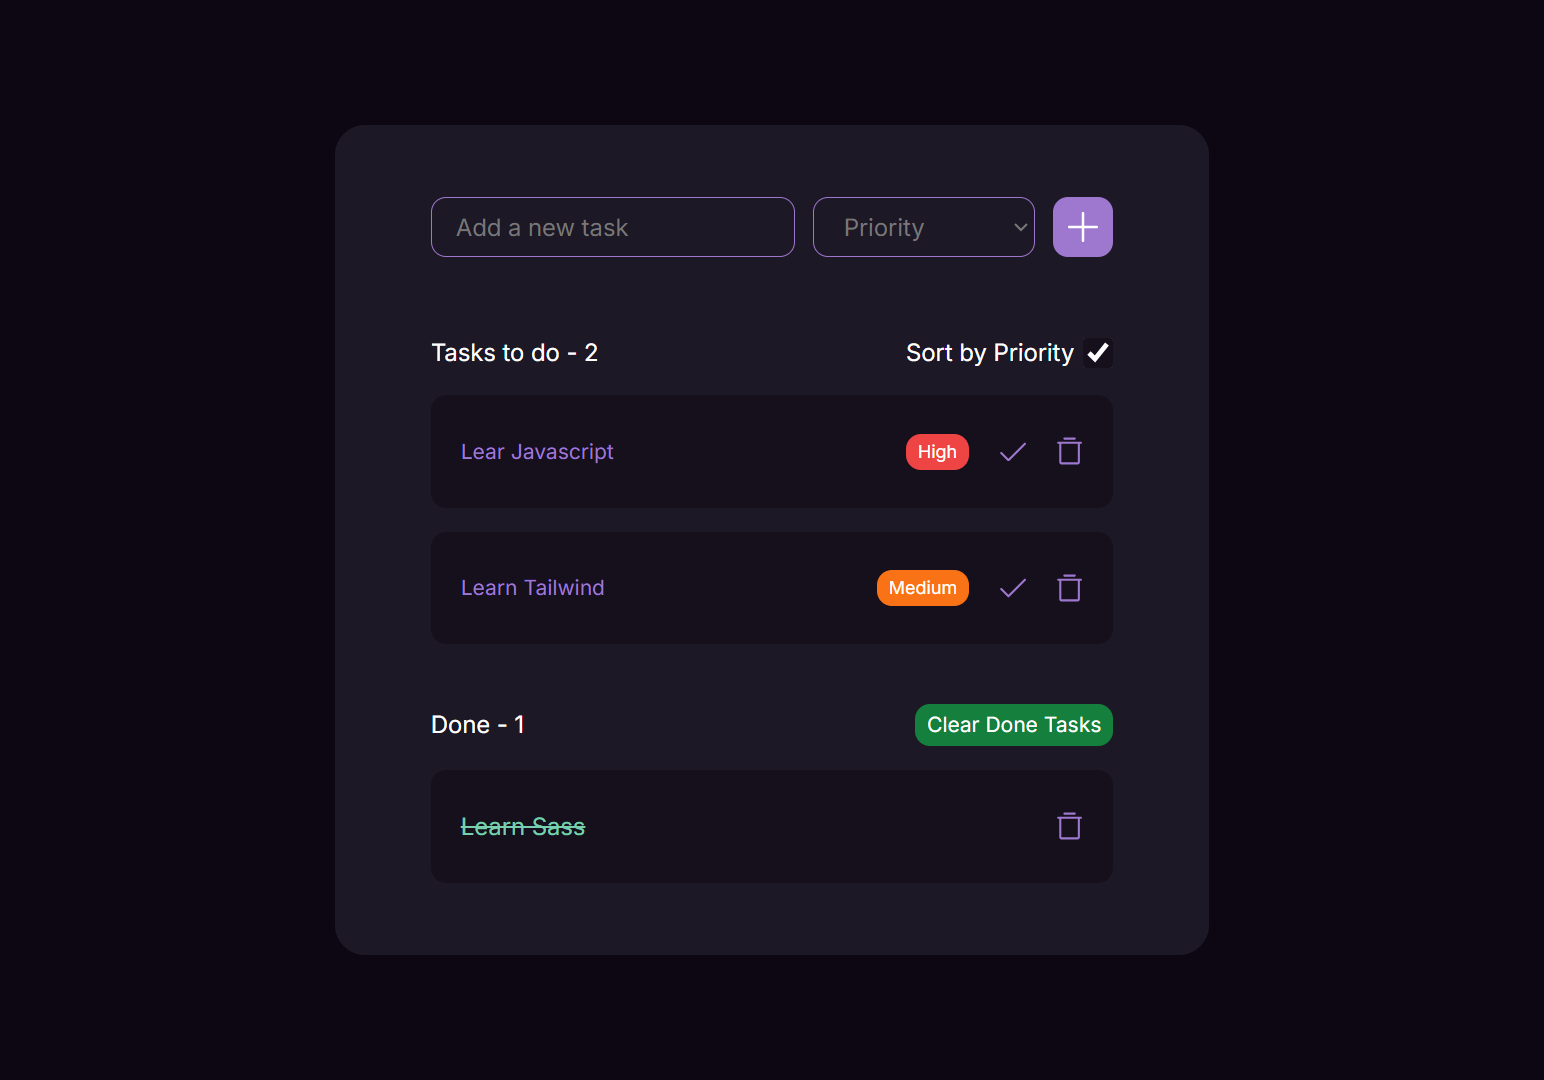 Add a new task
Priority
Tasks to do - 2
Sort by Priority
Lear Javascript
High
Learn Tailwind
Medium
Done - 1
Clear Done Tasks
Learn Sass